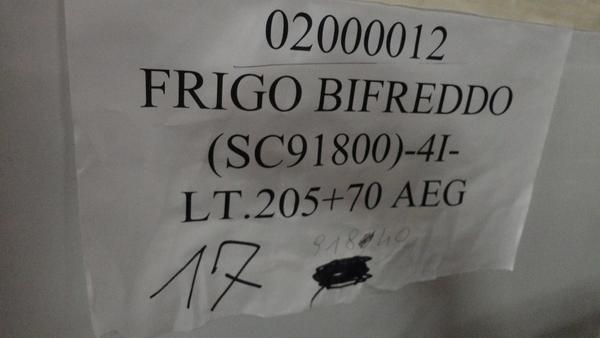 02000012
FRIGO BIFREDDO
(SC91800)-4I-
LT.205+70 AEG
17